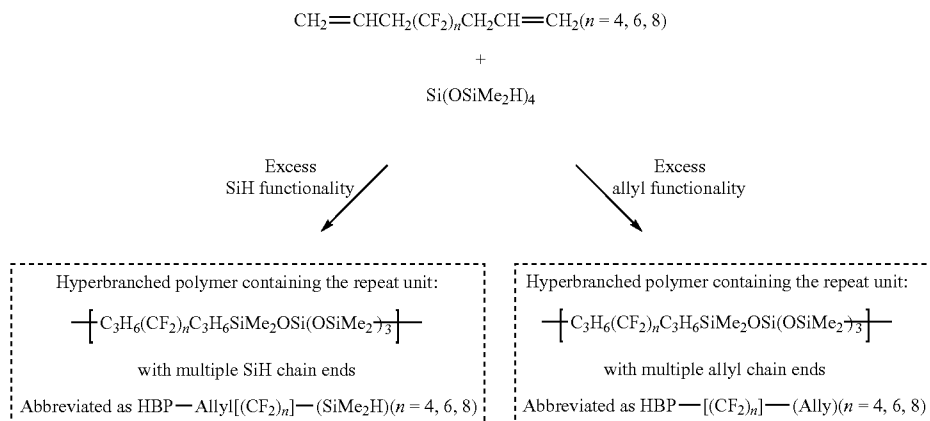 CH₂=CHCH₂(CF₂)ₙCH₂CH=CH₂(n = 4, 6, 8)
+
Si(OSiMe₂H)₄
Excess
SiH functionality
Excess
allyl functionality
Hyperbranched polymer containing the repeat unit:
—[C₃H₆(CF₂)ₙC₃H₆SiMe₂OSi(OSiMe₂)₃]—
with multiple SiH chain ends
Abbreviated as HBP—Allyl[(CF₂)ₙ]—(SiMe₂H)(n = 4, 6, 8)
Hyperbranched polymer containing the repeat unit:
—[C₃H₆(CF₂)ₙC₃H₆SiMe₂OSi(OSiMe₂)₃]—
with multiple allyl chain ends
Abbreviated as HBP—[(CF₂)ₙ]—(Ally)(n = 4, 6, 8)